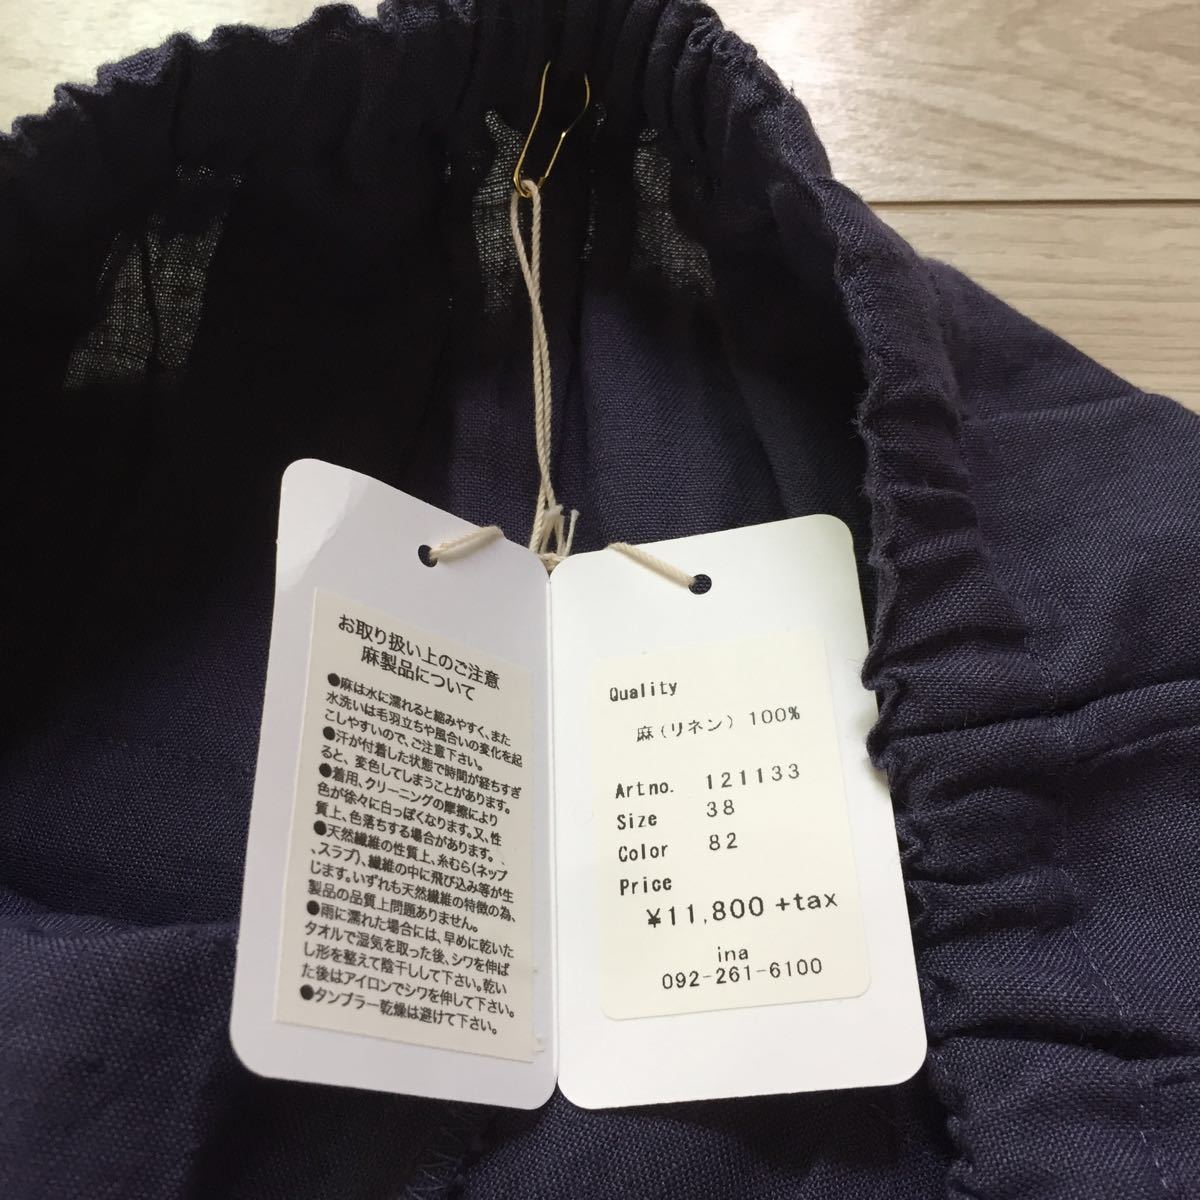 お取り扱い上のご注意
麻製品について
●麻は水に濡れると縮みやすく、また
水洗いは毛羽立ちや風合いの変化を起
こしやすいので、ご注意下さい。
●汗が付着した状態で時間が経ちすぎ
ると、変色してしまうことがあります。
●着用、クリーニングの摩擦により
色が徐々に白っぽくなります。又、性
質上、色落ちする場合があります。
●天然繊維の性質上、糸むら(ネップ
、スラブ)、繊維の中に飛び込み等が生
じます。いずれも天然繊維の特徴の為、
製品の品質上問題ありません。
●雨に濡れた場合には、早めに乾いた
タオルで湿気を取った後、シワを伸ば
し形を整えて陰干しして下さい。乾い
た後はアイロンでシワを伸して下さい。
●タンブラー乾燥は避けて下さい。
Quality
麻(リネン)100%
Artno. 121133
Size 38
Color 82
Price
¥11,800 +tax
ina
092-261-6100